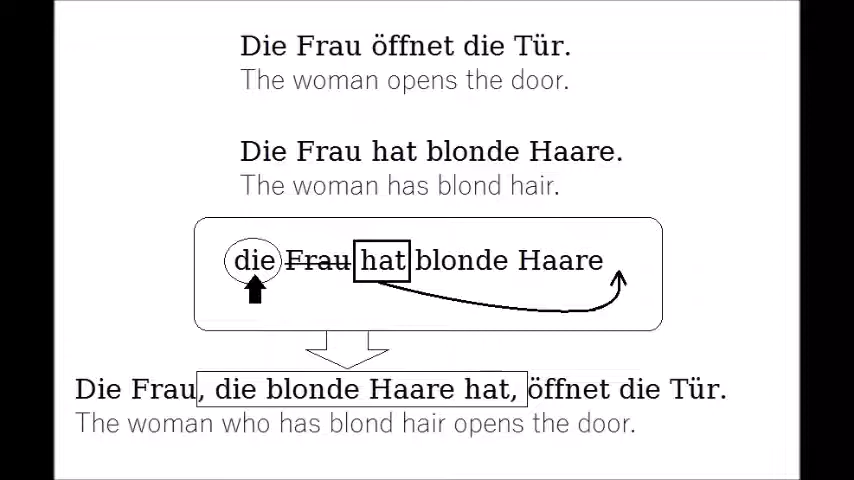 Die Frau öffnet die Tür.
The woman opens the door.
Die Frau hat blonde Haare.
The woman has blond hair.
die Frau hat blonde Haare
Die Frau, die blonde Haare hat, öffnet die Tür.
The woman who has blond hair opens the door.